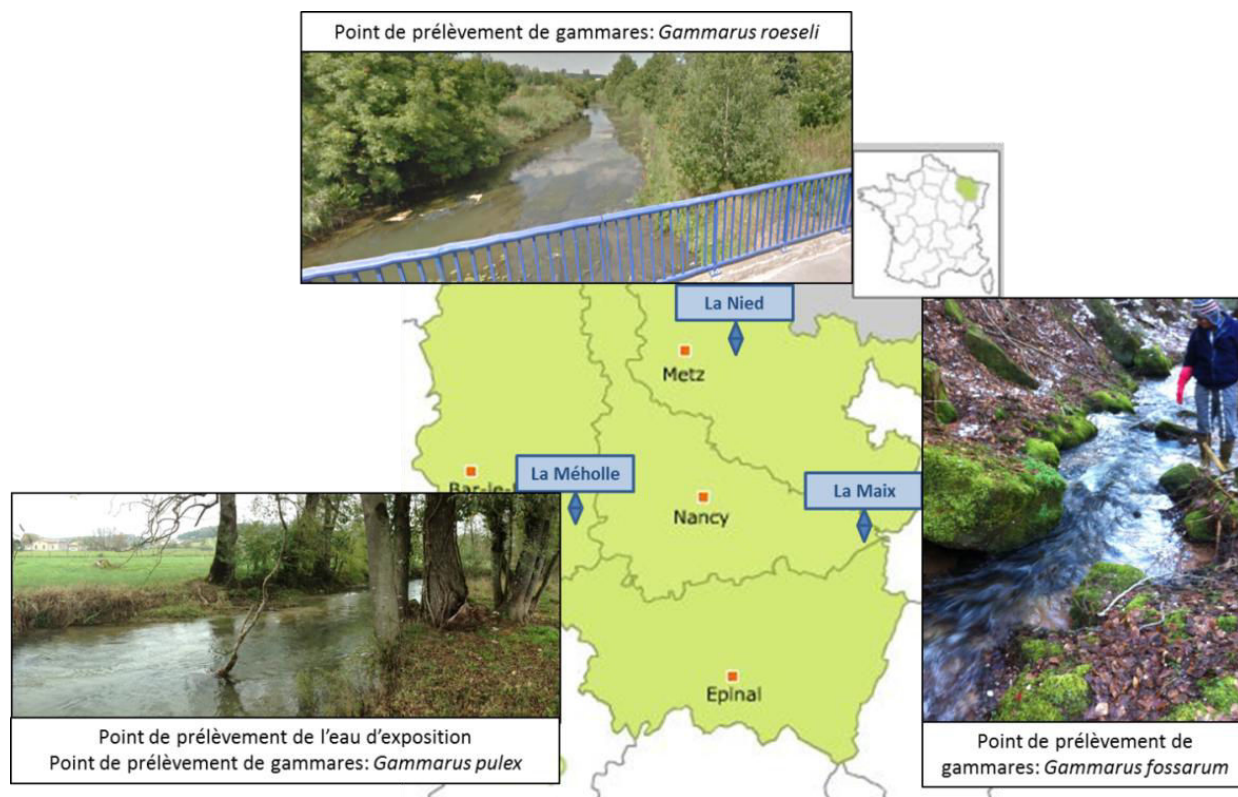 Point de prélèvement de gammares: Gammarus roeseli
La Nied
Metz
La Méholle
La Maix
Nancy
Epinal
Point de prélèvement de l’eau d’exposition
Point de prélèvement de gammares: Gammarus pulex
Point de prélèvement de
gammares: Gammarus fossarum